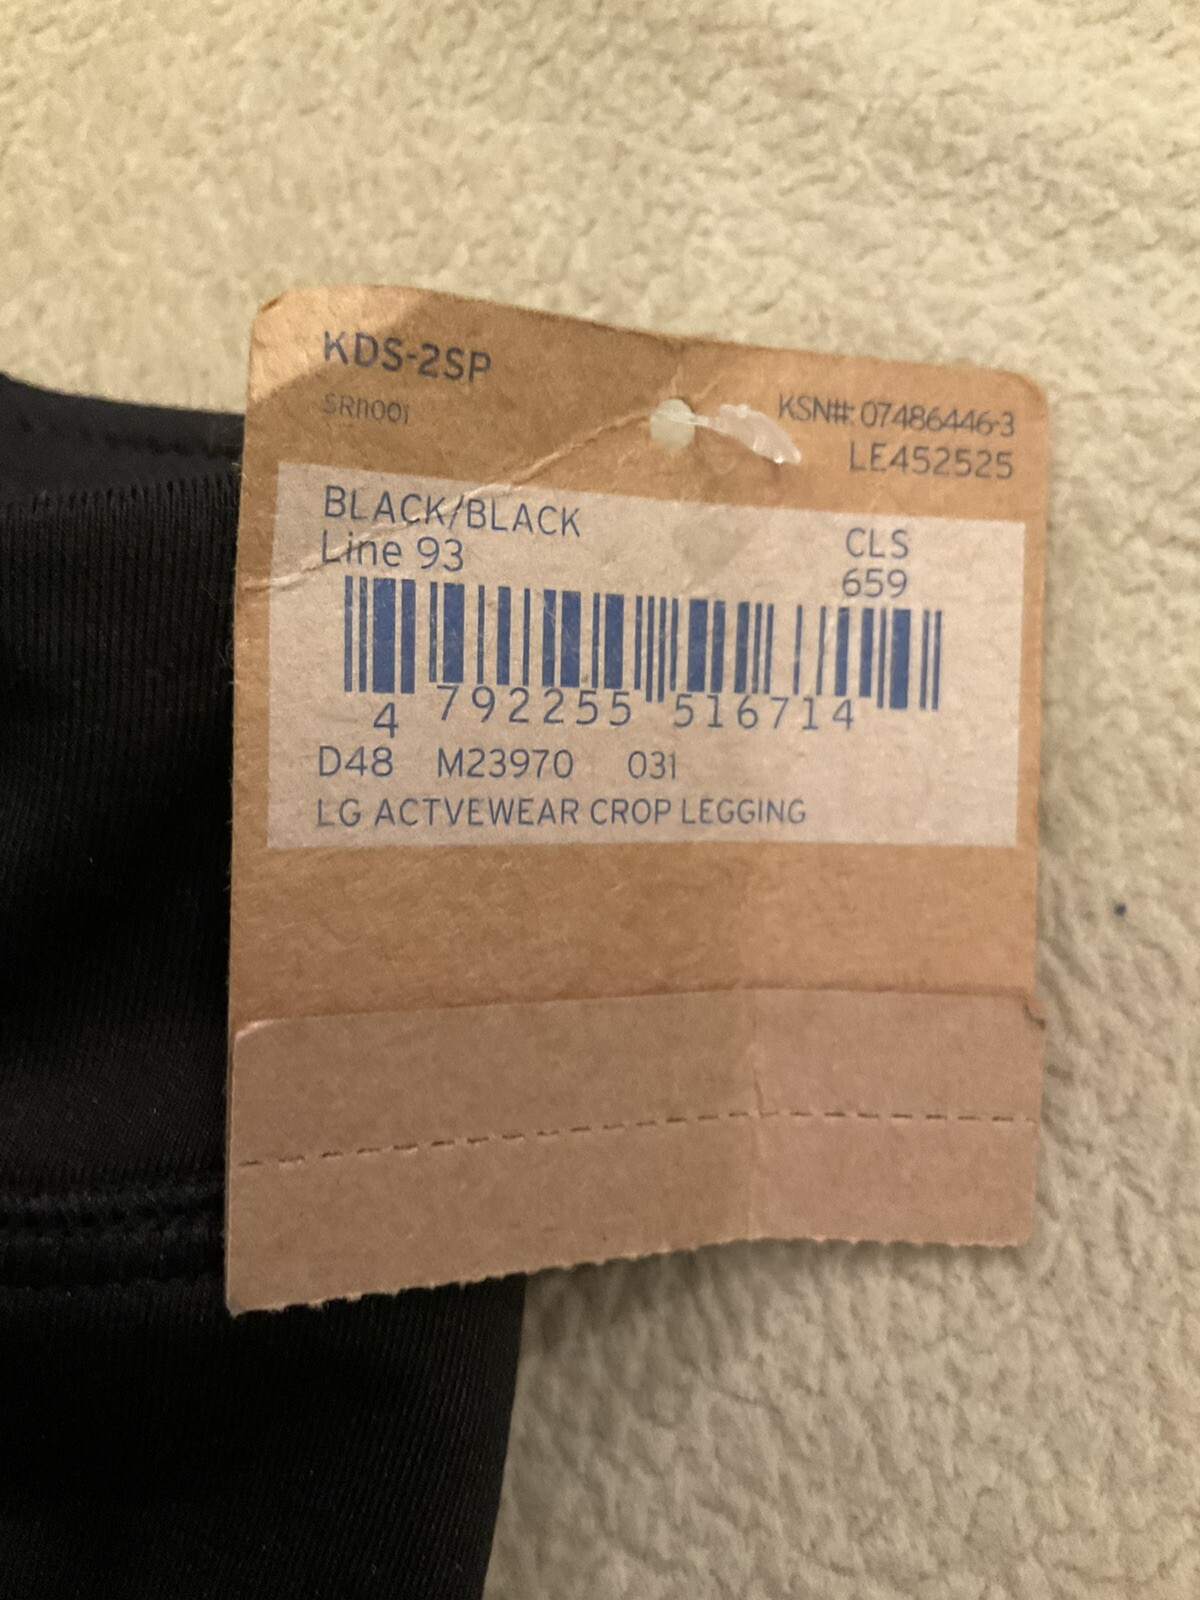 KDS-2SP
SR11001
KSN#: 07486446-3
LE452525
BLACK/BLACK
Line 93
CLS
659
4 792255 516714
D48 M23970 031
LG ACTVEWEAR CROP LEGGING